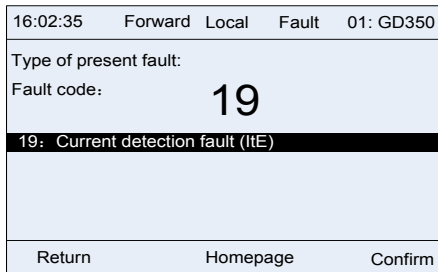 16:02:35 Forward Local Fault 01: GD350
Type of present fault:
Fault code： 19
19：Current detection fault (ItE)
Return Homepage Confirm